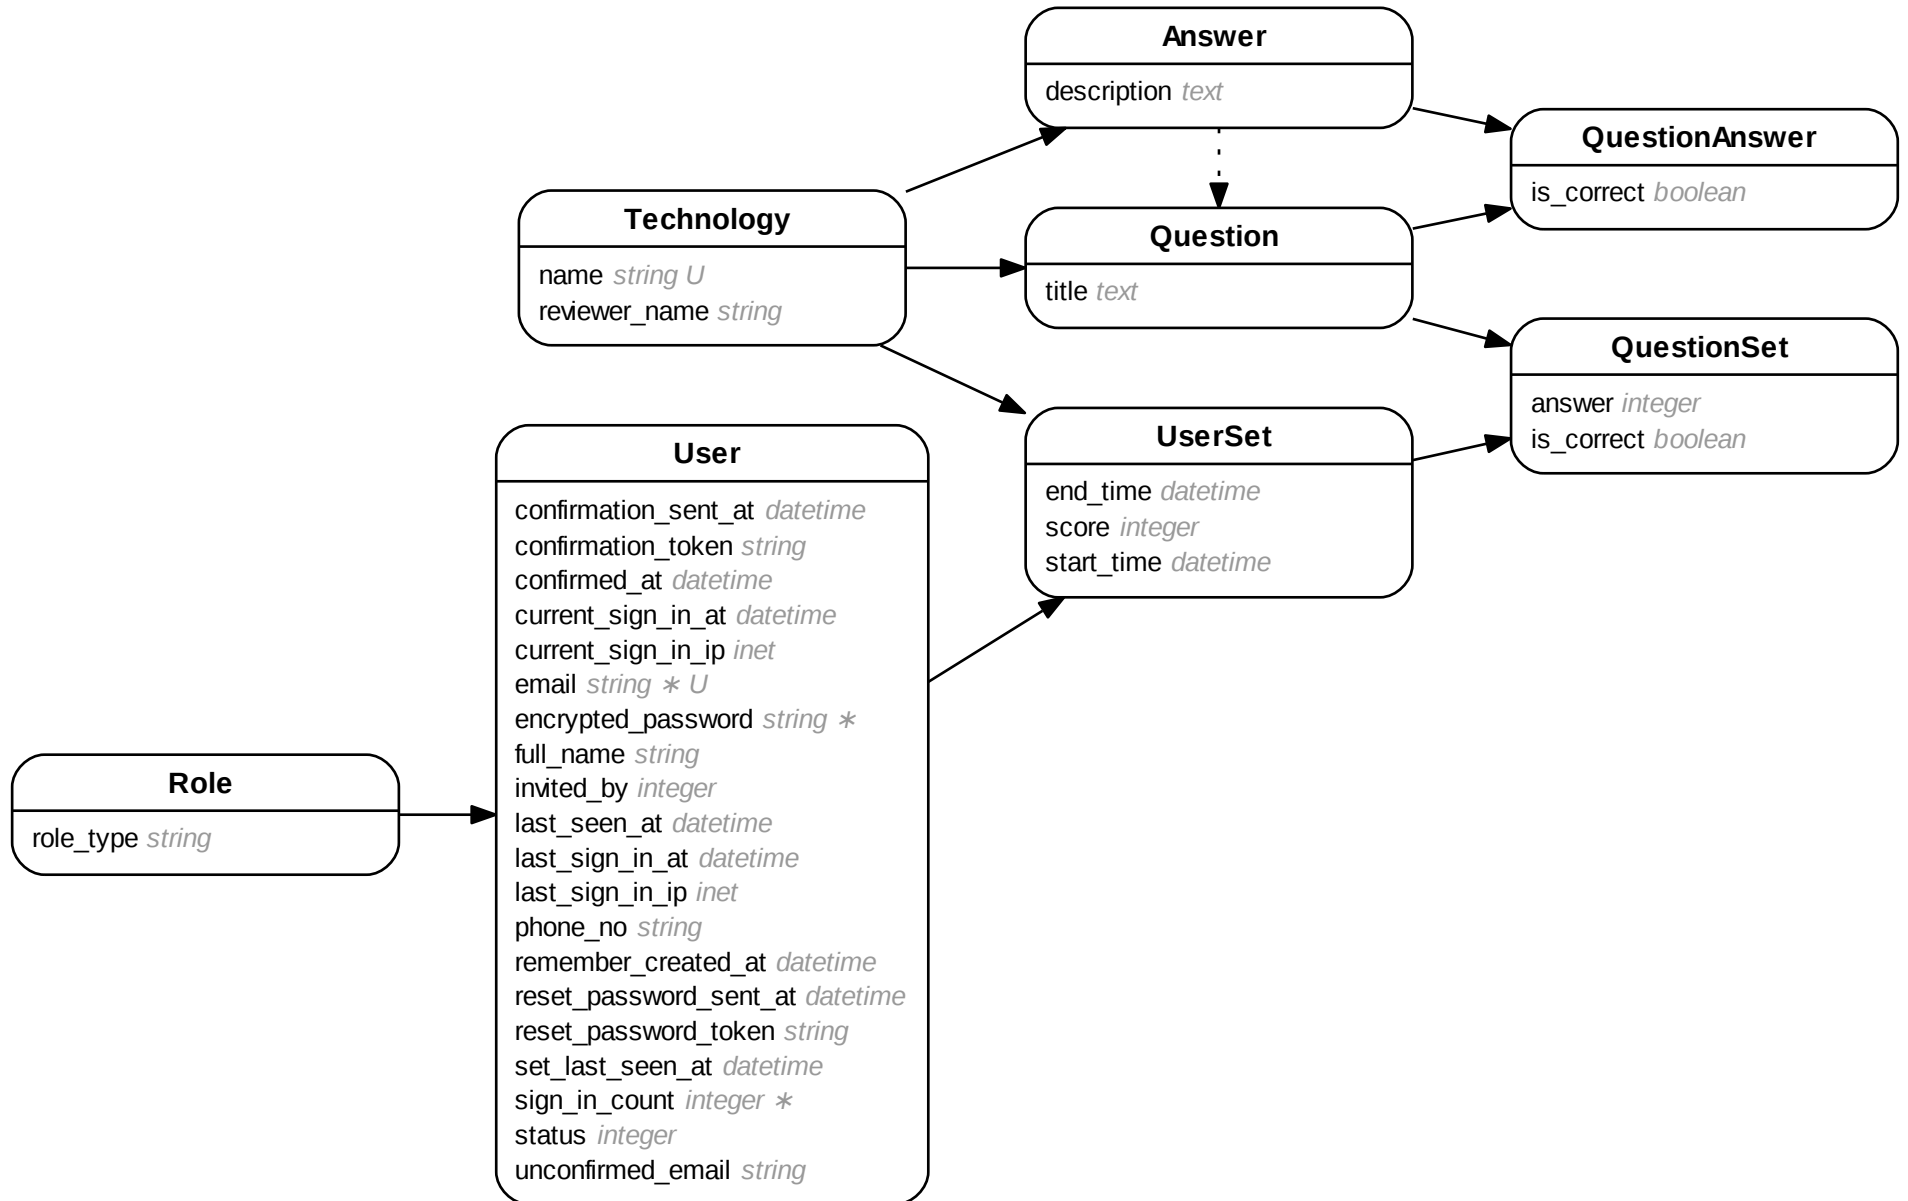 Answer
description text
QuestionAnswer
is_correct boolean
Technology
name string U
reviewer_name string
Question
title text
QuestionSet
answer integer
is_correct boolean
UserSet
end_time datetime
score integer
start_time datetime
User
confirmation_sent_at datetime
confirmation_token string
confirmed_at datetime
current_sign_in_at datetime
current_sign_in_ip inet
email string ∗ U
encrypted_password string ∗
full_name string
invited_by integer
last_seen_at datetime
last_sign_in_at datetime
last_sign_in_ip inet
phone_no string
remember_created_at datetime
reset_password_sent_at datetime
reset_password_token string
set_last_seen_at datetime
sign_in_count integer ∗
status integer
unconfirmed_email string
Role
role_type string